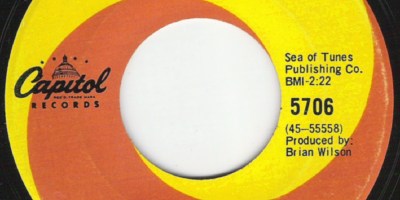 Capitol
RECORDS
Sea of Tunes
Publishing Co.
BMI-2:22
5706
(45-55558)
Produced by:
Brian Wilson